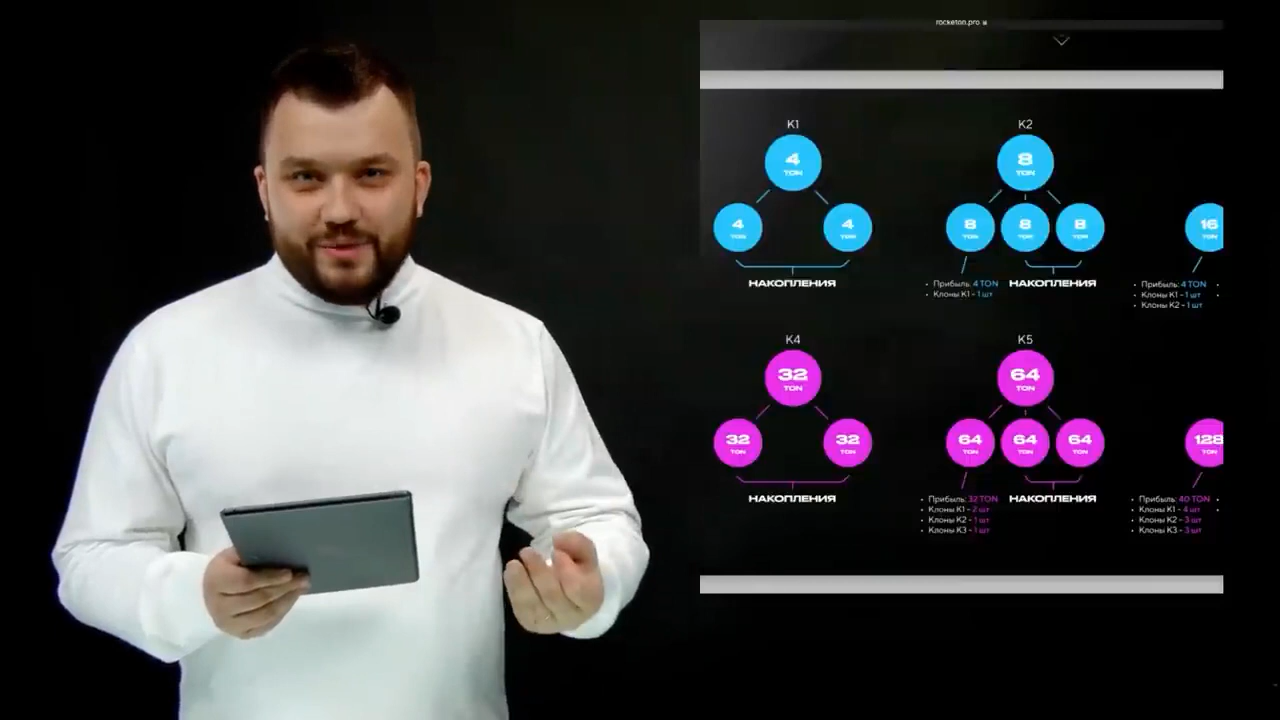 rocketon.pro
K1
4
TON
4
TON
4
TON
НАКОПЛЕНИЯ
K2
8
TON
8
TON
8
TON
8
TON
• Прибыль: 4 TON
• Клоны К1 - 1 шт
НАКОПЛЕНИЯ
16
TON
• Прибыль: 4 TON
• Клоны К1 - 1 шт
• Клоны К2 - 1 шт
K4
32
TON
32
TON
32
TON
НАКОПЛЕНИЯ
K5
64
TON
64
TON
64
TON
64
TON
• Прибыль: 32 TON
• Клоны К1 - 2 шт
• Клоны К2 - 1 шт
• Клоны К3 - 1 шт
НАКОПЛЕНИЯ
128
TON
• Прибыль: 40 TON
• Клоны К1 - 4 шт
• Клоны К2 - 3 шт
• Клоны К3 - 3 шт